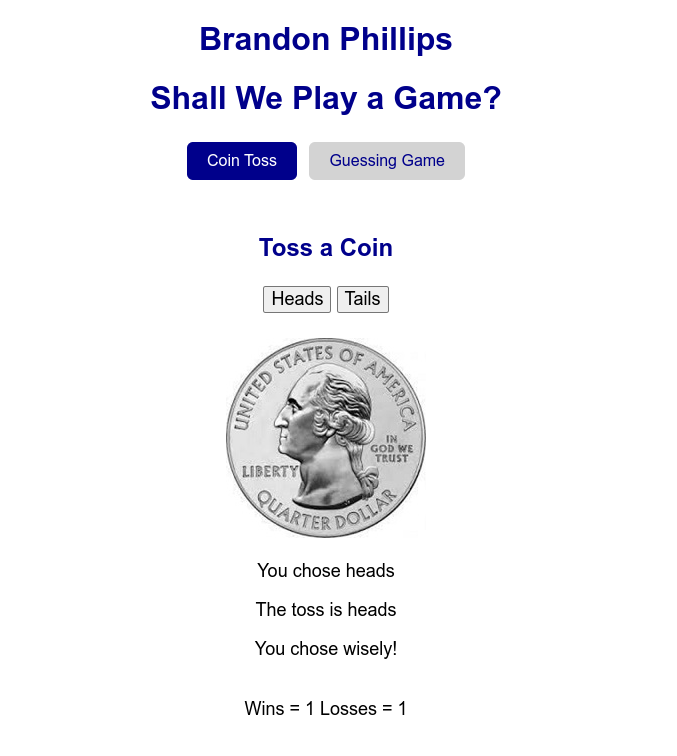 Brandon Phillips
Shall We Play a Game?
Coin Toss Guessing Game
Toss a Coin
Heads Tails
UNITED STATES OF AMERICA
IN
GOD WE
TRUST
LIBERTY
QUARTER DOLLAR
You chose heads
The toss is heads
You chose wisely!
Wins = 1 Losses = 1